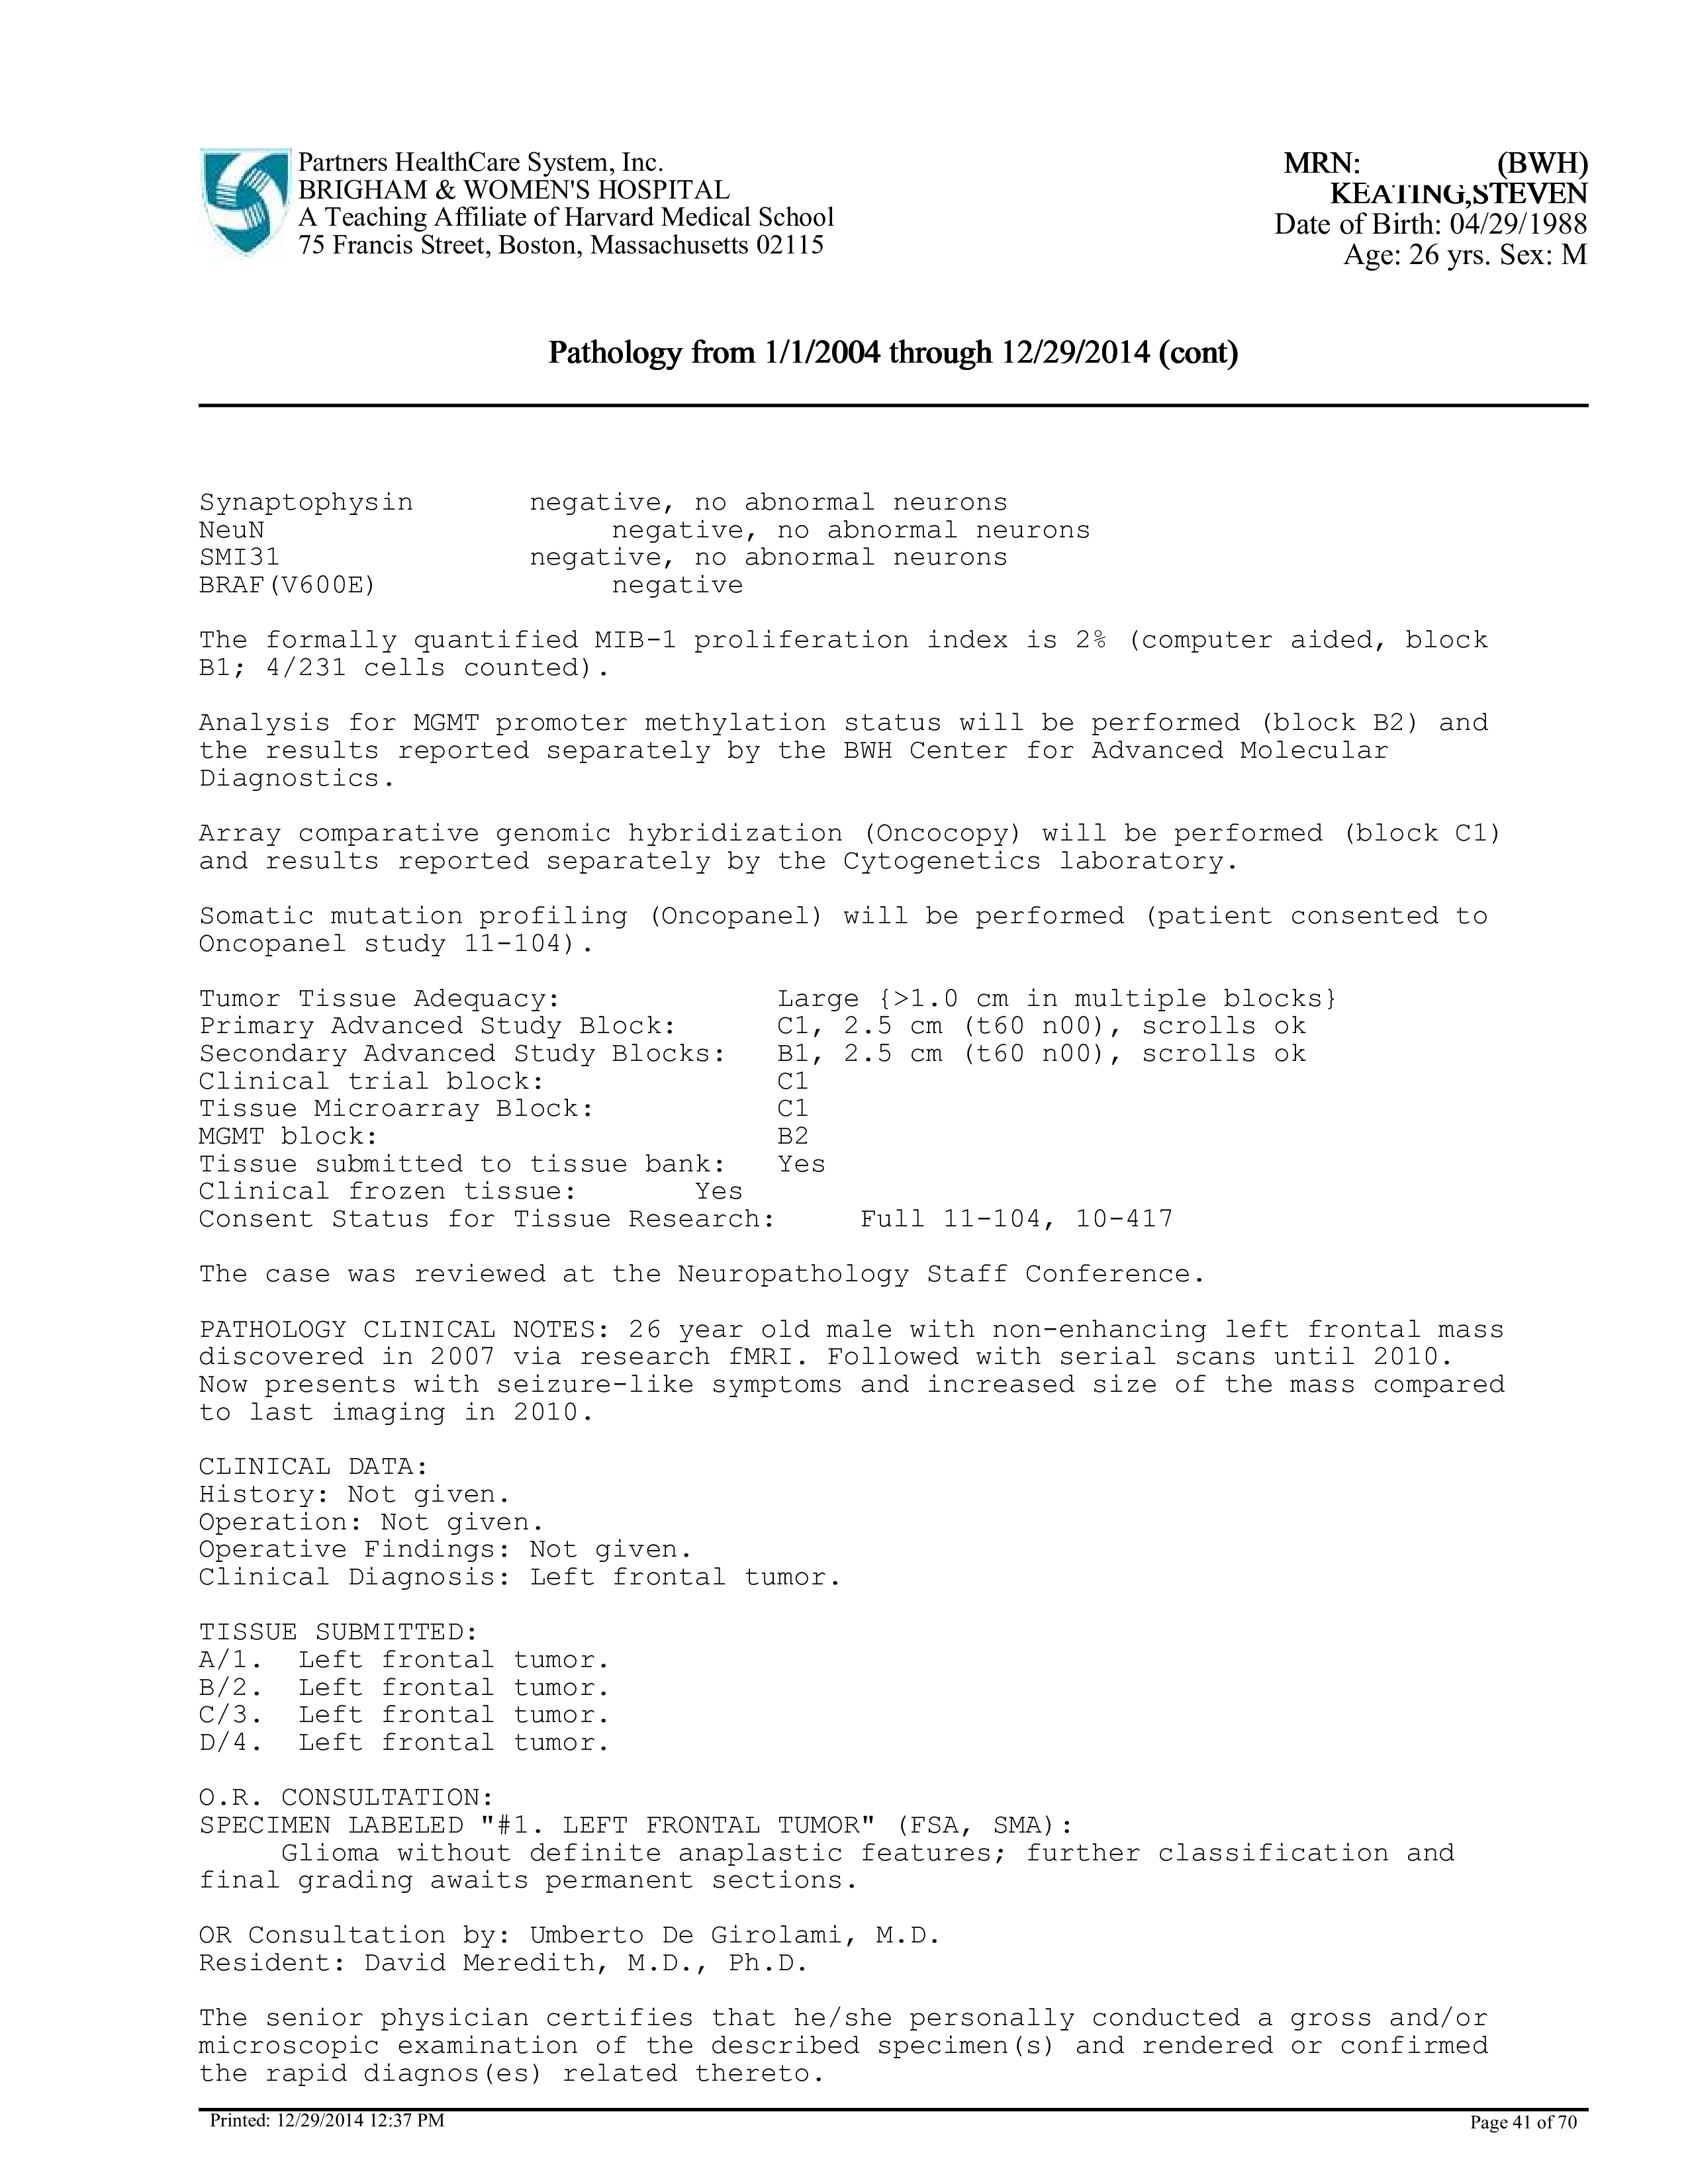 Partners HealthCare System, Inc.
BRIGHAM & WOMEN'S HOSPITAL
A Teaching Affiliate of Harvard Medical School
75 Francis Street, Boston, Massachusetts 02115
MRN: (BWH)
KEATING,STEVEN
Date of Birth: 04/29/1988
Age: 26 yrs. Sex: M
Pathology from 1/1/2004 through 12/29/2014 (cont)
Synaptophysin negative, no abnormal neurons
NeuN negative, no abnormal neurons
SMI31 negative, no abnormal neurons
BRAF(V600E) negative
The formally quantified MIB-1 proliferation index is 2% (computer aided, block
B1; 4/231 cells counted).
Analysis for MGMT promoter methylation status will be performed (block B2) and
the results reported separately by the BWH Center for Advanced Molecular
Diagnostics.
Array comparative genomic hybridization (Oncocopy) will be performed (block C1)
and results reported separately by the Cytogenetics laboratory.
Somatic mutation profiling (Oncopanel) will be performed (patient consented to
Oncopanel study 11-104).
Tumor Tissue Adequacy: Large {>1.0 cm in multiple blocks}
Primary Advanced Study Block: C1, 2.5 cm (t60 n00), scrolls ok
Secondary Advanced Study Blocks: B1, 2.5 cm (t60 n00), scrolls ok
Clinical trial block: C1
Tissue Microarray Block: C1
MGMT block: B2
Tissue submitted to tissue bank: Yes
Clinical frozen tissue: Yes
Consent Status for Tissue Research: Full 11-104, 10-417
The case was reviewed at the Neuropathology Staff Conference.
PATHOLOGY CLINICAL NOTES: 26 year old male with non-enhancing left frontal mass
discovered in 2007 via research fMRI. Followed with serial scans until 2010.
Now presents with seizure-like symptoms and increased size of the mass compared
to last imaging in 2010.
CLINICAL DATA:
History: Not given.
Operation: Not given.
Operative Findings: Not given.
Clinical Diagnosis: Left frontal tumor.
TISSUE SUBMITTED:
A/1. Left frontal tumor.
B/2. Left frontal tumor.
C/3. Left frontal tumor.
D/4. Left frontal tumor.
O.R. CONSULTATION:
SPECIMEN LABELED "#1. LEFT FRONTAL TUMOR" (FSA, SMA):
Glioma without definite anaplastic features; further classification and
final grading awaits permanent sections.
OR Consultation by: Umberto De Girolami, M.D.
Resident: David Meredith, M.D., Ph.D.
The senior physician certifies that he/she personally conducted a gross and/or
microscopic examination of the described specimen(s) and rendered or confirmed
the rapid diagnos(es) related thereto.
Printed: 12/29/2014 12:37 PM
Page 41 of 70